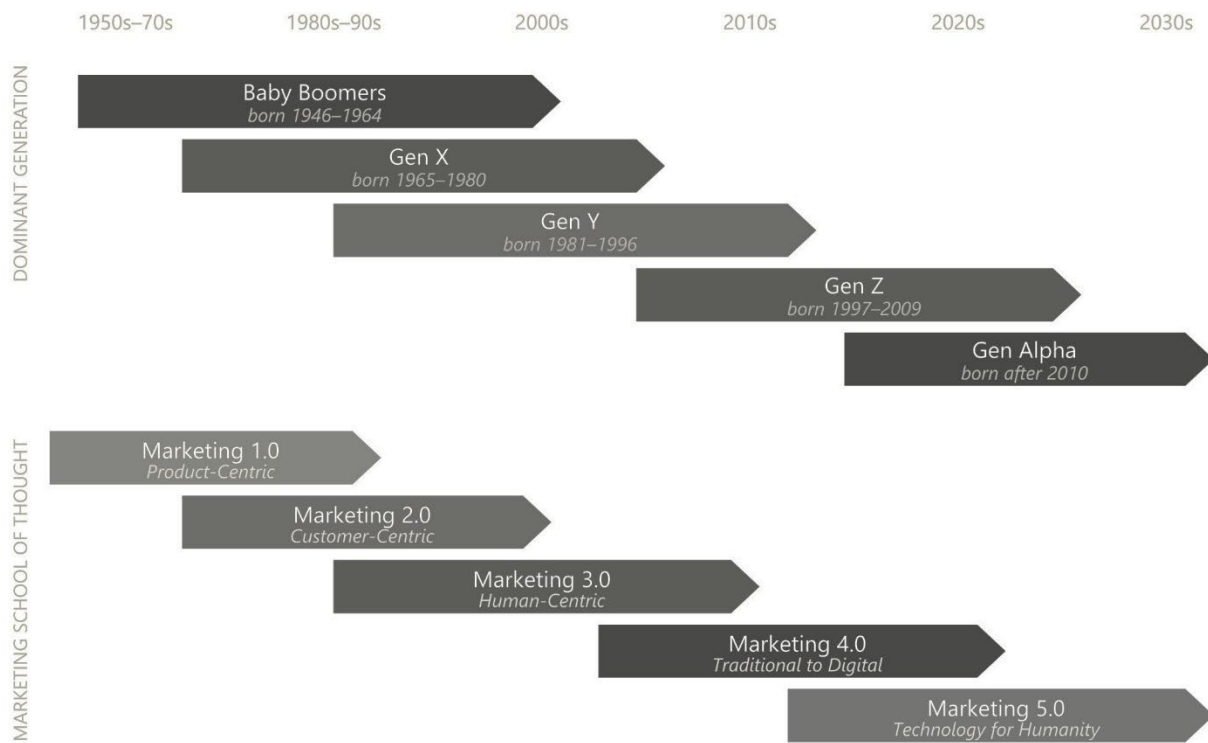 1950s–70s 1980s–90s 2000s 2010s 2020s 2030s
DOMINANT GENERATION
Baby Boomers
born 1946–1964
Gen X
born 1965–1980
Gen Y
born 1981–1996
Gen Z
born 1997–2009
Gen Alpha
born after 2010
MARKETING SCHOOL OF THOUGHT
Marketing 1.0
Product-Centric
Marketing 2.0
Customer-Centric
Marketing 3.0
Human-Centric
Marketing 4.0
Traditional to Digital
Marketing 5.0
Technology for Humanity